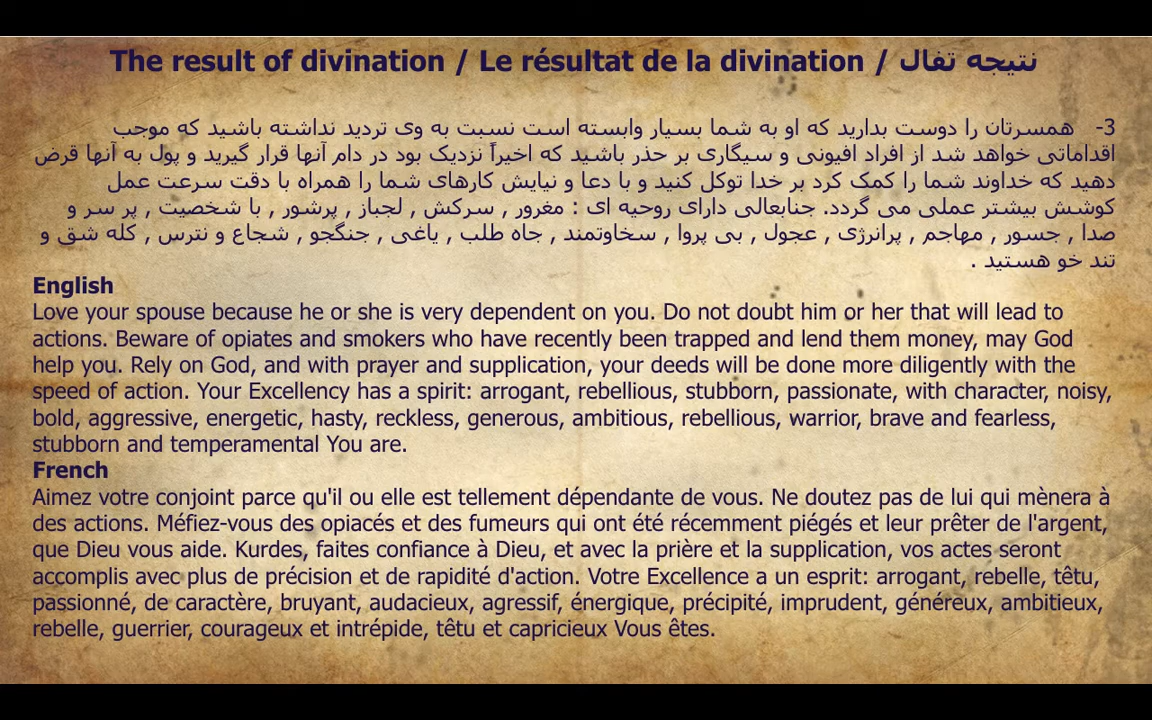 The result of divination / Le résultat de la divination / نتیجه تفال
3- همسرتان را دوست بدارید که او به شما بسیار وابسته است نسبت به وی تردید نداشته باشید که موجب
اقداماتی خواهد شد از افراد افیونی و سیگاری بر حذر باشید که اخیراً نزدیک بود در دام آنها قرار گیرید و پول به آنها قرض
دهید که خداوند شما را کمک کرد بر خدا توکل کنید و با دعا و نیایش کارهای شما را همراه با دقت سرعت عمل
کوشش بیشتر عملی می گردد. جنابعالی دارای روحیه ای : مغرور , سرکش , لجباز , پرشور , با شخصیت , پر سر و
صدا , جسور , مهاجم , پرانرژی , عجول , بی پروا , سخاوتمند , جاه طلب , یاغی , جنگجو , شجاع و نترس , کله شق و
تند خو هستید .
English
Love your spouse because he or she is very dependent on you. Do not doubt him or her that will lead to
actions. Beware of opiates and smokers who have recently been trapped and lend them money, may God
help you. Rely on God, and with prayer and supplication, your deeds will be done more diligently with the
speed of action. Your Excellency has a spirit: arrogant, rebellious, stubborn, passionate, with character, noisy,
bold, aggressive, energetic, hasty, reckless, generous, ambitious, rebellious, warrior, brave and fearless,
stubborn and temperamental You are.
French
Aimez votre conjoint parce qu'il ou elle est tellement dépendante de vous. Ne doutez pas de lui qui mènera à
des actions. Méfiez-vous des opiacés et des fumeurs qui ont été récemment piégés et leur prêter de l'argent,
que Dieu vous aide. Kurdes, faites confiance à Dieu, et avec la prière et la supplication, vos actes seront
accomplis avec plus de précision et de rapidité d'action. Votre Excellence a un esprit: arrogant, rebelle, têtu,
passionné, de caractère, bruyant, audacieux, agressif, énergique, précipité, imprudent, généreux, ambitieux,
rebelle, guerrier, courageux et intrépide, têtu et capricieux Vous êtes.